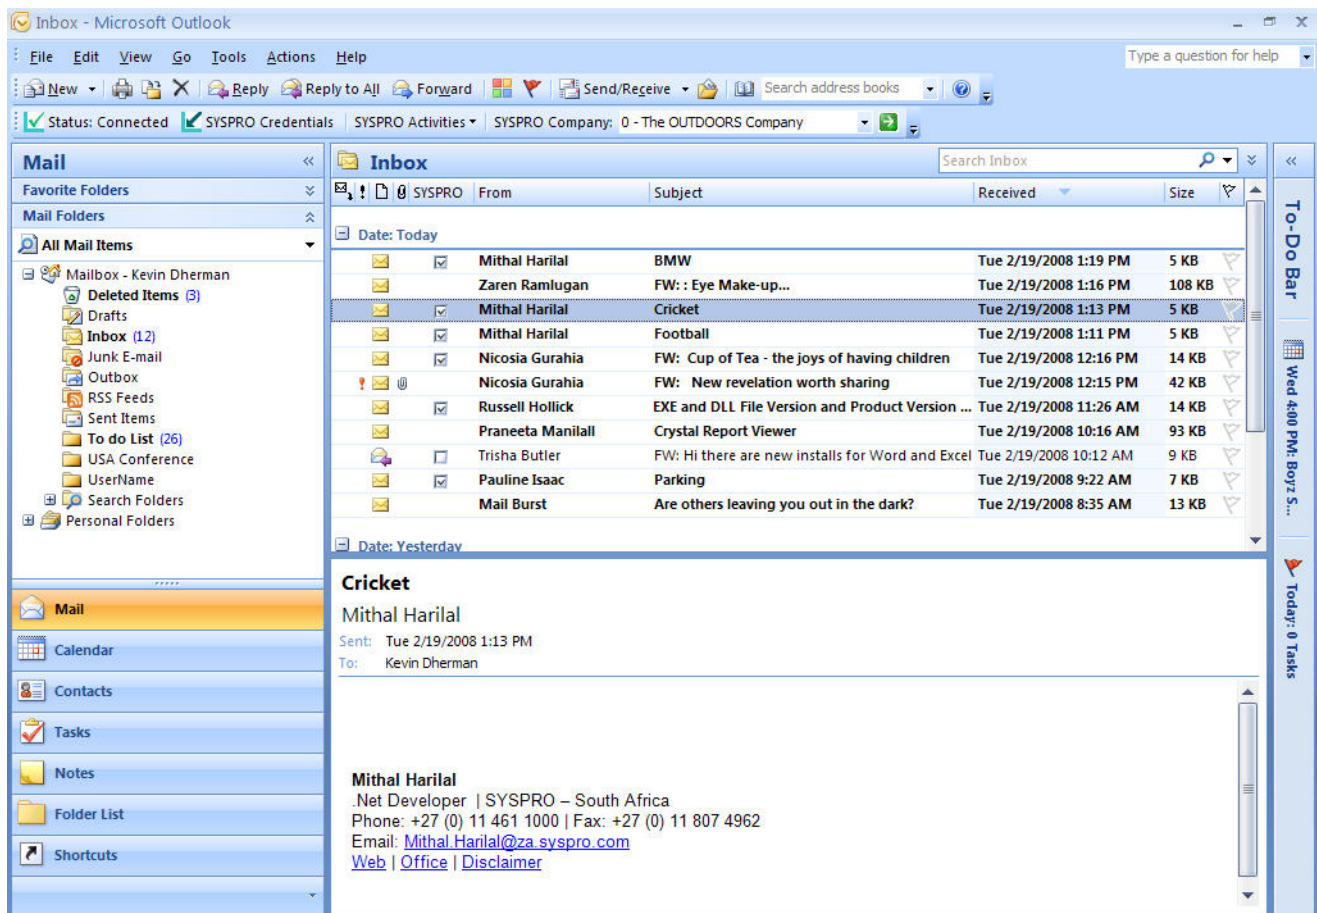 Inbox - Microsoft Outlook
File Edit View Go Tools Actions Help Type a question for help
New Reply Reply to All Forward Send/Receive Search address books
Status: Connected SYSPRO Credentials SYSPRO Activities SYSPRO Company: 0 - The OUTDOORS Company
Mail
Favorite Folders
Mail Folders
All Mail Items
Mailbox - Kevin Dherman
Deleted Items (3)
Drafts
Inbox (12)
Junk E-mail
Outbox
RSS Feeds
Sent Items
To do List (26)
USA Conference
UserName
Search Folders
Personal Folders
Mail
Calendar
Contacts
Tasks
Notes
Folder List
Shortcuts
Inbox Search Inbox
SYSPRO From Subject Received Size
Date: Today
Mithal Harilal BMW Tue 2/19/2008 1:19 PM 5 KB
Zaren Ramlugan FW: : Eye Make-up... Tue 2/19/2008 1:16 PM 108 KB
Mithal Harilal Cricket Tue 2/19/2008 1:13 PM 5 KB
Mithal Harilal Football Tue 2/19/2008 1:11 PM 5 KB
Nicosia Gurahia FW: Cup of Tea - the joys of having children Tue 2/19/2008 12:16 PM 14 KB
Nicosia Gurahia FW: New revelation worth sharing Tue 2/19/2008 12:15 PM 42 KB
Russell Hollick EXE and DLL File Version and Product Version ... Tue 2/19/2008 11:26 AM 14 KB
Praneeta Manilall Crystal Report Viewer Tue 2/19/2008 10:16 AM 93 KB
Trisha Butler FW: Hi there are new installs for Word and Excel Tue 2/19/2008 10:12 AM 9 KB
Pauline Isaac Parking Tue 2/19/2008 9:22 AM 7 KB
Mail Burst Are others leaving you out in the dark? Tue 2/19/2008 8:35 AM 13 KB
Date: Yesterday
Cricket
Mithal Harilal
Sent: Tue 2/19/2008 1:13 PM
To: Kevin Dherman
Mithal Harilal
.Net Developer | SYSPRO – South Africa
Phone: +27 (0) 11 461 1000 | Fax: +27 (0) 11 807 4962
Email: Mithal.Harilal@za.syspro.com
Web | Office | Disclaimer
To-Do Bar
Wed 4:00 PM: Boyz S...
Today: 0 Tasks